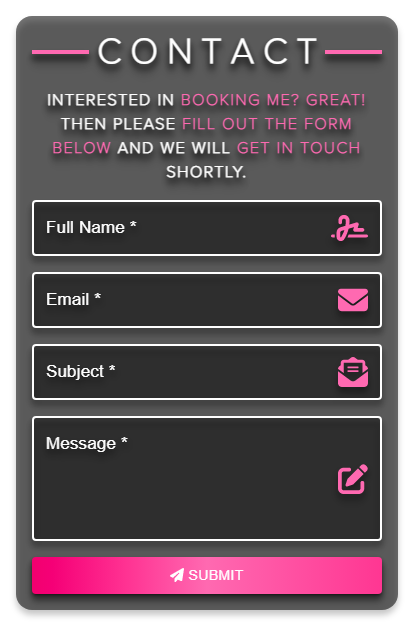 CONTACT
INTERESTED IN BOOKING ME? GREAT!
THEN PLEASE FILL OUT THE FORM
BELOW AND WE WILL GET IN TOUCH
SHORTLY.
Full Name *
Email *
Subject *
Message *
SUBMIT